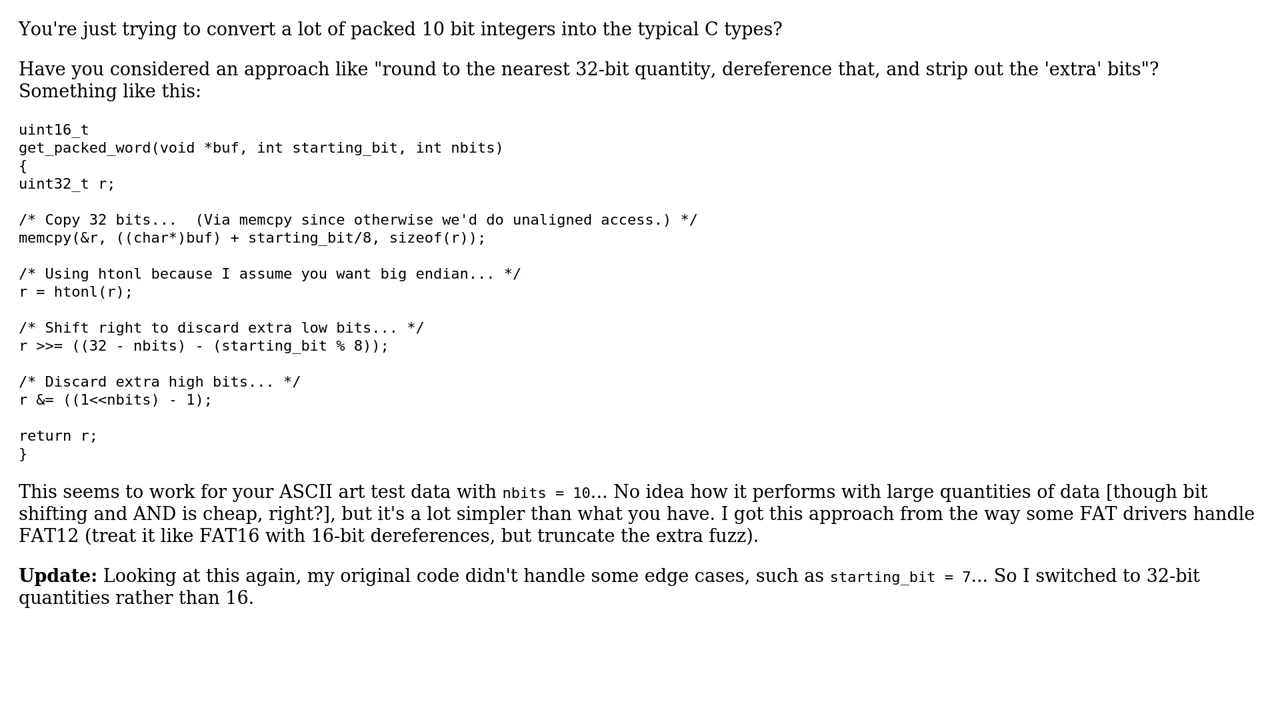 You're just trying to convert a lot of packed 10 bit integers into the typical C types?
Have you considered an approach like "round to the nearest 32-bit quantity, dereference that, and strip out the 'extra' bits"?
Something like this:
uint16_t
get_packed_word(void *buf, int starting_bit, int nbits)
{
uint32_t r;
/* Copy 32 bits...  (Via memcpy since otherwise we'd do unaligned access.) */
memcpy(&r, ((char*)buf) + starting_bit/8, sizeof(r));
/* Using htonl because I assume you want big endian... */
r = htonl(r);
/* Shift right to discard extra low bits... */
r >>= ((32 - nbits) - (starting_bit % 8));
/* Discard extra high bits... */
r &= ((1<<nbits) - 1);
return r;
}
This seems to work for your ASCII art test data with nbits = 10... No idea how it performs with large quantities of data [though bit
shifting and AND is cheap, right?], but it's a lot simpler than what you have. I got this approach from the way some FAT drivers handle
FAT12 (treat it like FAT16 with 16-bit dereferences, but truncate the extra fuzz).
Update: Looking at this again, my original code didn't handle some edge cases, such as starting_bit = 7... So I switched to 32-bit
quantities rather than 16.